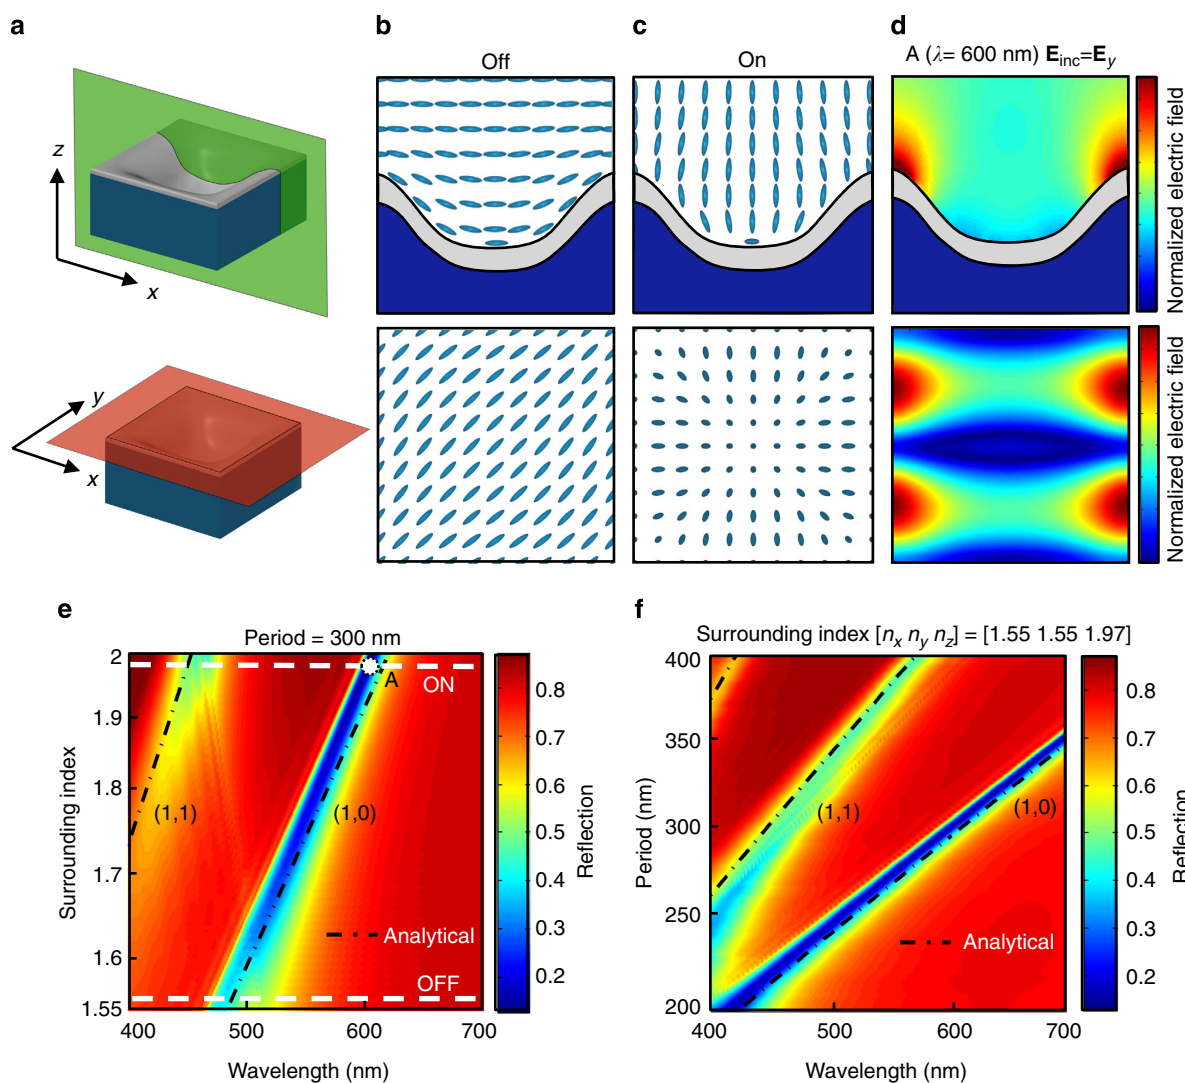 a
b
c
d
Off
On
A (λ= 600 nm) E_inc=E_y
z
x
y
x
Normalized electric field
Normalized electric field
e
f
Period = 300 nm
Surrounding index [n_x n_y n_z] = [1.55 1.55 1.97]
2
1.9
1.8
1.7
1.6
1.55
Surrounding index
A
ON
(1,1)
(1,0)
Analytical
OFF
400
500
600
700
Wavelength (nm)
0.8
0.7
0.6
0.5
0.4
0.3
0.2
Reflection
400
350
300
250
200
Period (nm)
(1,1)
(1,0)
Analytical
400
500
600
700
Wavelength (nm)
0.8
0.7
0.6
0.5
0.4
0.3
0.2
Reflection